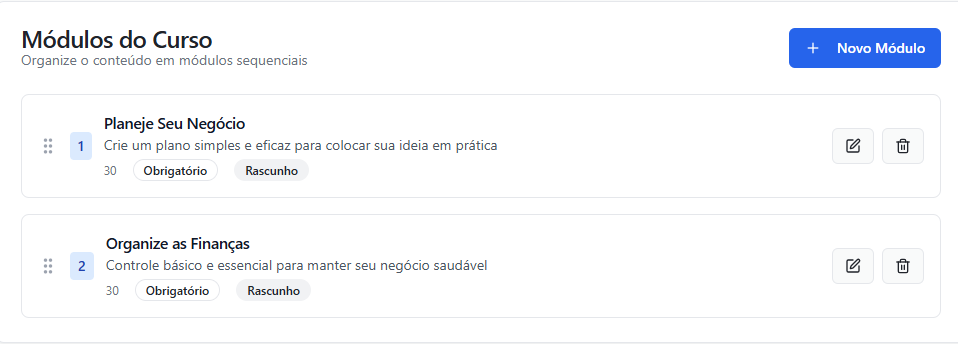 Módulos do Curso
Organize o conteúdo em módulos sequenciais
+ Novo Módulo
1
Planeje Seu Negócio
Crie um plano simples e eficaz para colocar sua ideia em prática
30 Obrigatório Rascunho
2
Organize as Finanças
Controle básico e essencial para manter seu negócio saudável
30 Obrigatório Rascunho